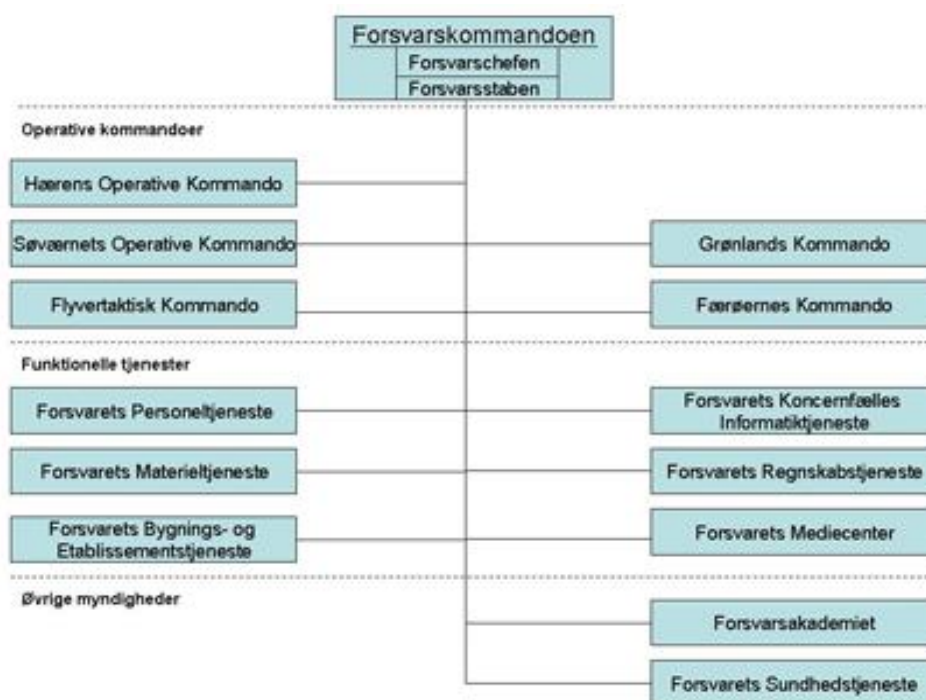 Forsvarskommandoen
Forsvarschefen
Forsvarsstaben
Operative kommandoer
Hærens Operative Kommando
Søværnets Operative Kommando
Grønlands Kommando
Flyvertaktisk Kommando
Færøernes Kommando
Funktionelle tjenester
Forsvarets Personeltjeneste
Forsvarets Koncernfælles
Informatiktjeneste
Forsvarets Materieltjeneste
Forsvarets Regnskabstjeneste
Forsvarets Bygnings- og
Etablissementstjeneste
Forsvarets Mediecenter
Øvrige myndigheder
Forsvarsakademiet
Forsvarets Sundhedstjeneste